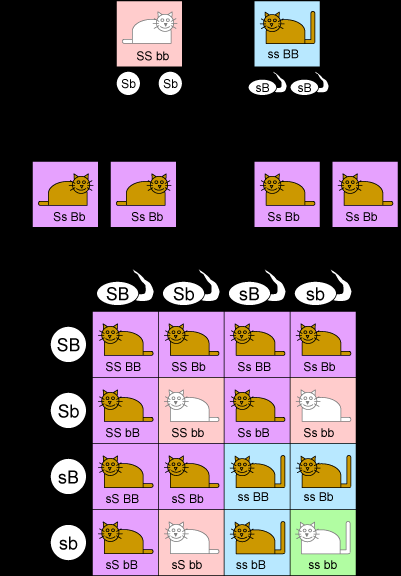 SS bb ss BB
Sb Sb sB sB
Ss Bb Ss Bb Ss Bb Ss Bb
SB Sb sB sb
SB
SS BB SS Bb Ss BB Ss Bb
Sb
SS bB SS bb Ss bB Ss bb
sB
sS BB sS Bb ss BB ss Bb
sb
sS bB sS bb ss bB ss bb